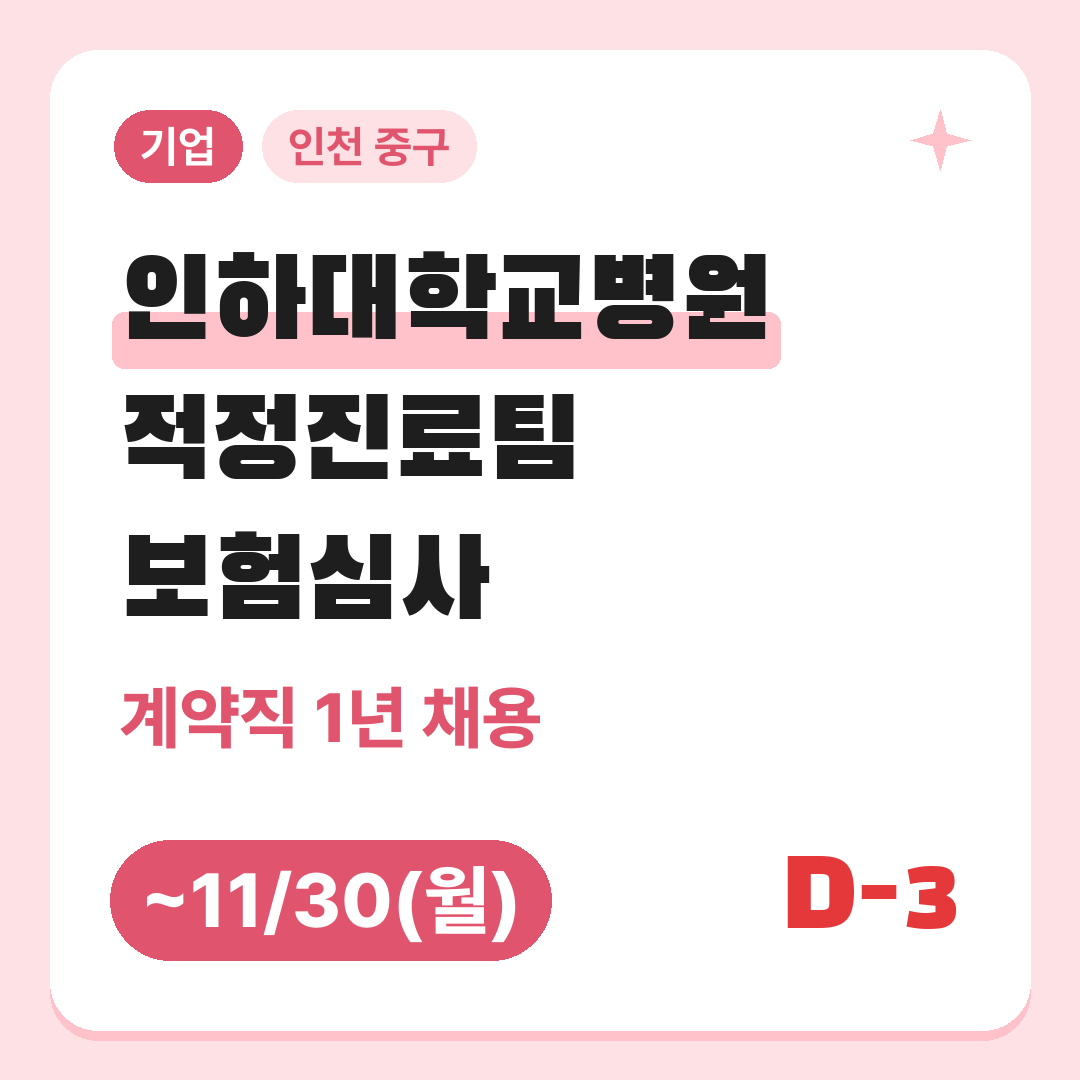 기업 인천 중구
인하대학교병원
적정진료팀
보험심사
계약직 1년 채용
~11/30(월) D-3